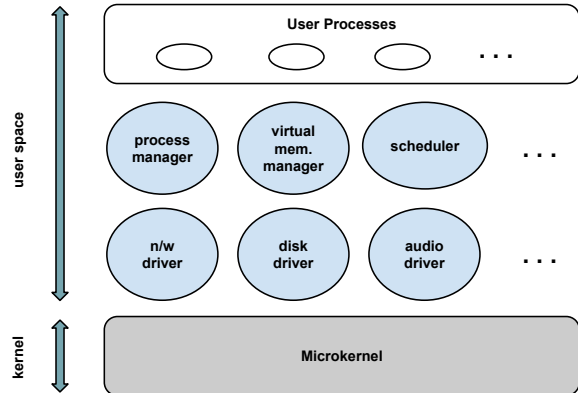 User Processes
. . .
process
manager
virtual
mem.
manager
scheduler
. . .
user space
n/w
driver
disk
driver
audio
driver
. . .
kernel
Microkernel